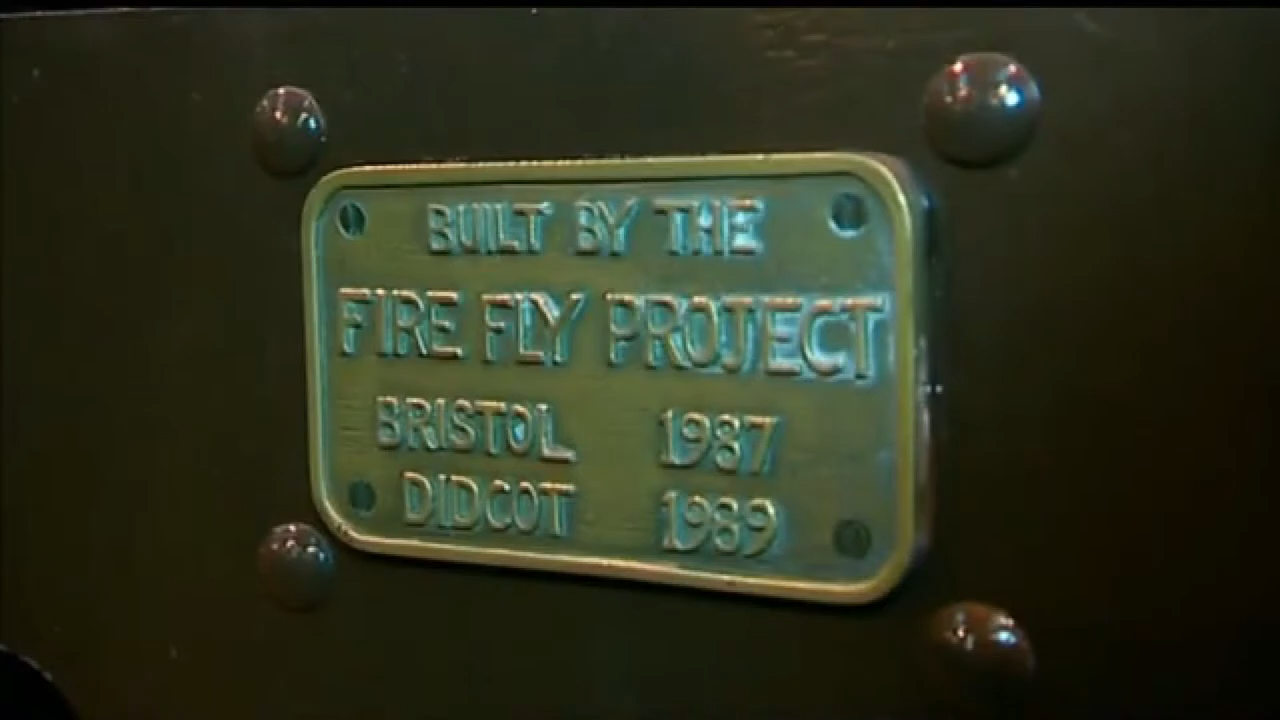 BUILT BY THE
FIRE FLY PROJECT
BRISTOL 1987
DIDCOT 1989